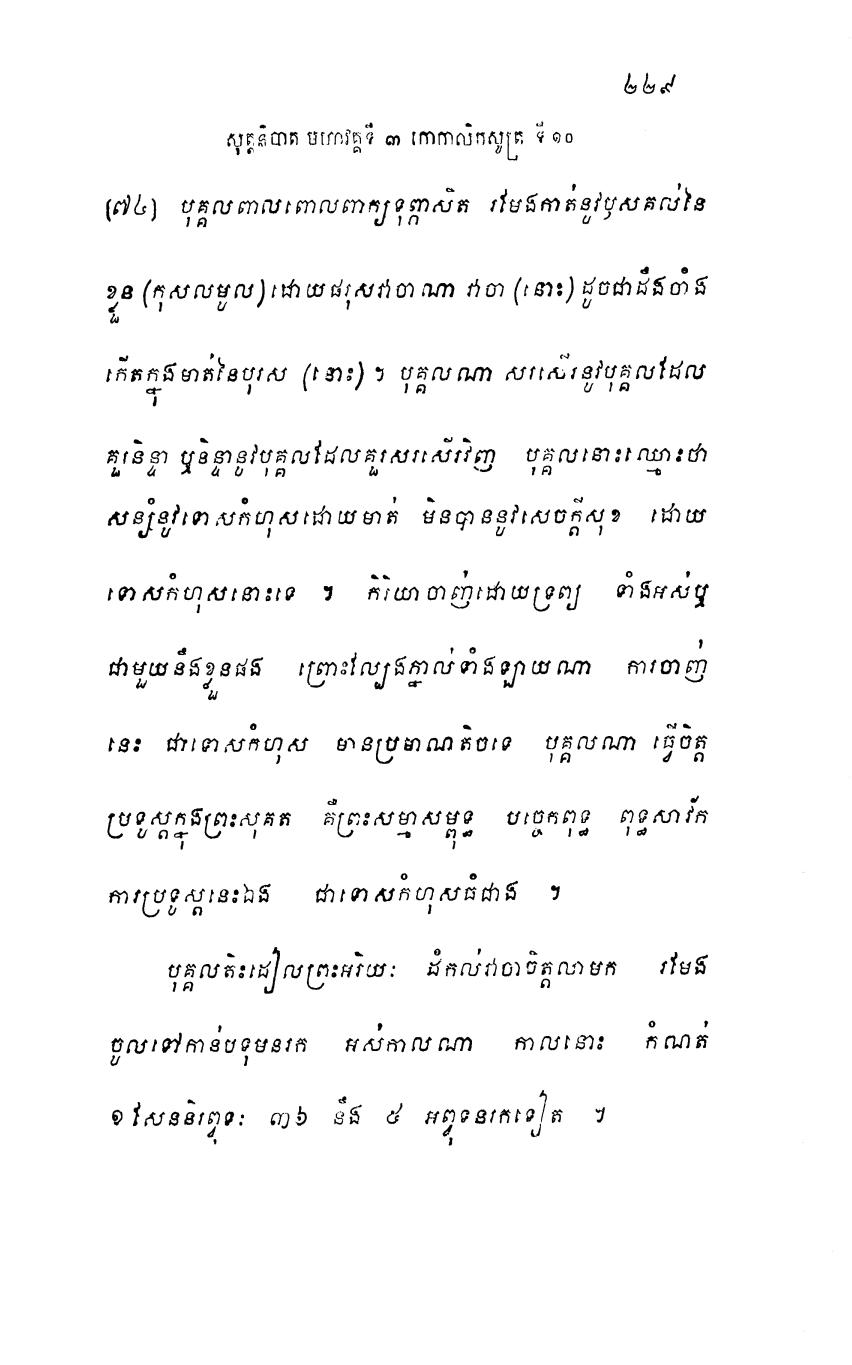 ២២៩
សុត្តនិបាត មហាវគ្គទី ៣ កោកាលិកសូត្រ ទី ១០
(៧៤) បុគ្គលពាលពោលពាក្យទុព្ភាសិត រមែងកាត់នូវឫសគល់នៃ
ខ្លួន (កុសលមូល) ដោយផរុសវាចាណា វាចា (នោះ) ដូចជាដឹងចាំង
កើតក្នុងមាត់នៃបុរស (នោះ) ។ បុគ្គលណា សរសើរនូវបុគ្គលដែល
គួរនិន្ទា ឬនិន្ទានូវបុគ្គលដែលគួរសរសើរវិញ បុគ្គលនោះឈ្មោះថា
សន្សំនូវទោសកំហុសដោយមាត់ មិនបាននូវសេចក្តីសុខ ដោយ
ទោសកំហុសនោះទេ ។ កិរិយាចាញ់ដោយទ្រព្យ ទាំងអស់ឬ
ជាមួយនឹងខ្លួនផង ព្រោះល្បែងភ្នាល់ទាំងឡាយណា ការចាញ់
នេះ ជាទោសកំហុស មានប្រមាណតិចទេ បុគ្គលណា ធ្វើចិត្ត
ប្រទូស្តក្នុងព្រះសុគត គឺព្រះសម្មាសម្ពុទ្ធ បច្ចេកពុទ្ធ ពុទ្ធសាវ័ក
ការប្រទូស្តនេះឯង ជាទោសកំហុសធំជាង ។
បុគ្គលតិះដៀលព្រះអរិយៈ ដំកល់វាចាចិត្តលាមក រមែង
ចូលទៅកាន់បទុមនរក អស់កាលណា កាលនោះ កំណត់
១ សែននិរព្វុទៈ ៣៦ នឹង ៥ អព្វុទនរកទៀត ។